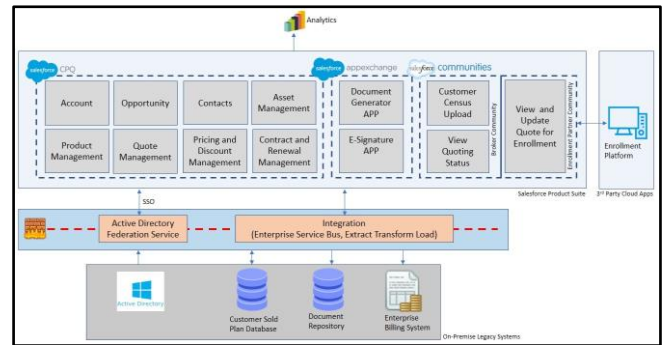 Analytics
salesforce CPQ
salesforce appexchange
salesforce communities
Account
Opportunity
Contacts
Asset
Management
Document
Generator
APP
Customer
Census
Upload
View and
Update
Quote for
Enrollment
Product
Management
Quote
Management
Pricing and
Discount
Management
Contract and
Renewal
Management
E-Signature
APP
View
Quoting
Status
Broker Community
Enrollment Partner Community
Enrollment
Platform
Salesforce Product Suite
3rd Party Cloud Apps
SSO
Active Directory
Federation Service
Integration
(Enterprise Service Bus, Extract Transform Load)
Active Directory
Customer Sold
Plan Database
Document
Repository
Enterprise
Billing System
On-Premise Legacy Systems